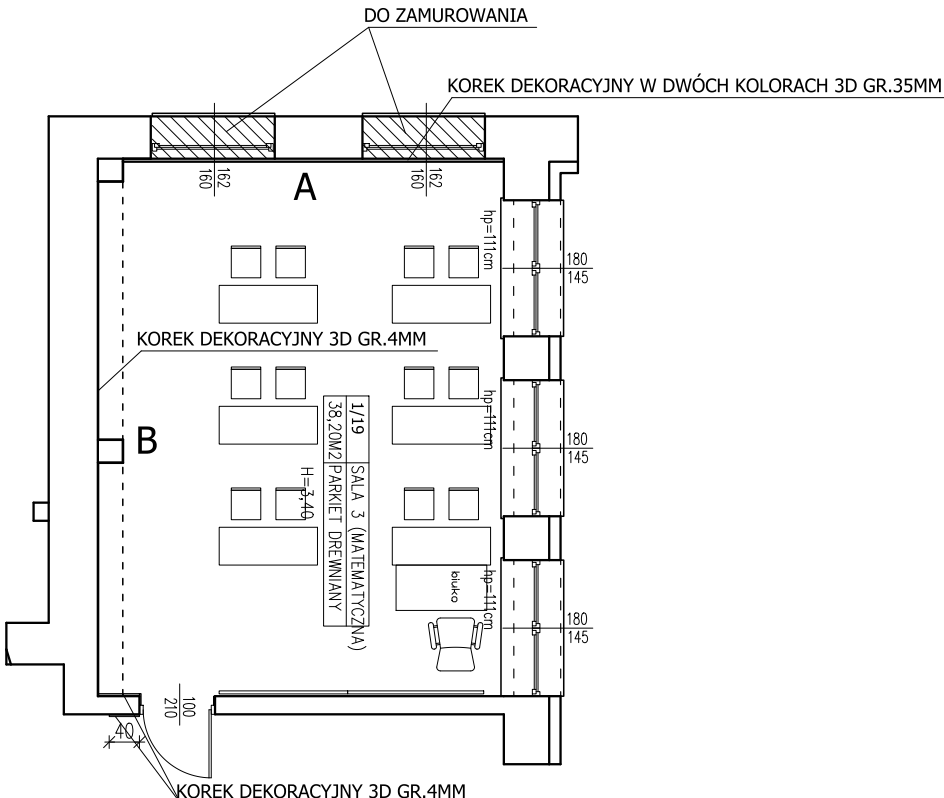 DO ZAMUROWANIA
KOREK DEKORACYJNY W DWÓCH KOLORACH 3D GR.35MM
162
160
A
162
160
hp=111cm
180
145
KOREK DEKORACYJNY 3D GR.4MM
B
hp=111cm
180
145
1/19 SALA 3 (MATEMATYCZNA)
38,20M2 PARKIET DREWNIANY
H=3,40
biuko
hp=111cm
180
145
100
210
40
KOREK DEKORACYJNY 3D GR.4MM